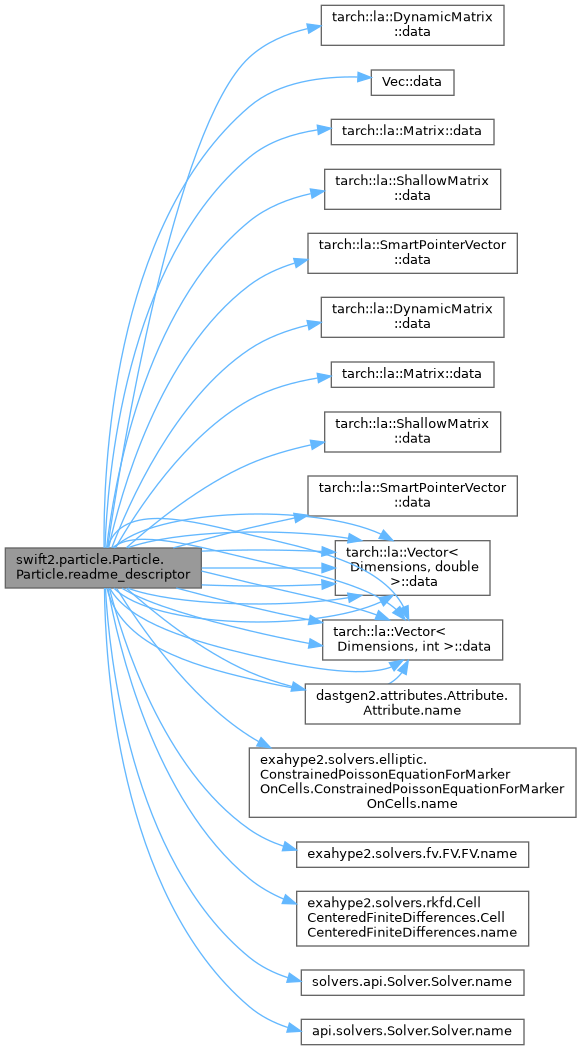 tarch::la::DynamicMatrix
::data
Vec::data
tarch::la::Matrix::data
tarch::la::ShallowMatrix
::data
tarch::la::SmartPointerVector
::data
tarch::la::DynamicMatrix
::data
tarch::la::Matrix::data
tarch::la::ShallowMatrix
::data
tarch::la::SmartPointerVector
::data
swift2.particle.Particle.
Particle.readme_descriptor
tarch::la::Vector<
Dimensions, double
>::data
tarch::la::Vector<
Dimensions, int >::data
dastgen2.attributes.Attribute.
Attribute.name
exahype2.solvers.elliptic.
ConstrainedPoissonEquationForMarker
OnCells.ConstrainedPoissonEquationForMarker
OnCells.name
exahype2.solvers.fv.FV.FV.name
exahype2.solvers.rkfd.Cell
CenteredFiniteDifferences.Cell
CenteredFiniteDifferences.name
solvers.api.Solver.Solver.name
api.solvers.Solver.Solver.name